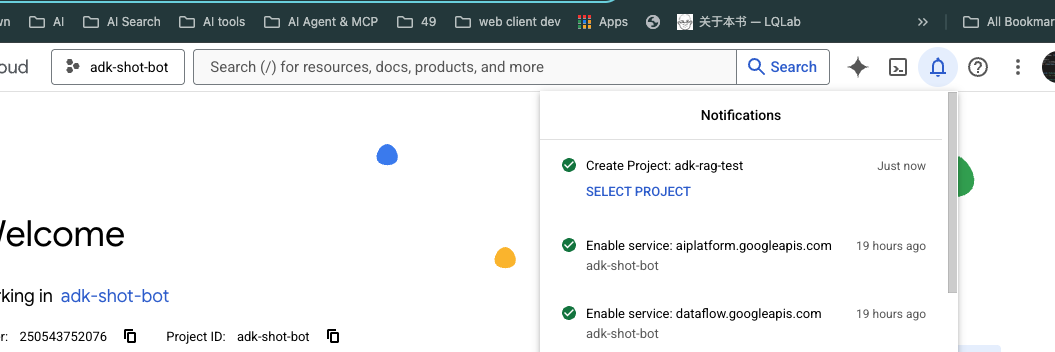 wn AI AI Search AI tools AI Agent & MCP 49 web client dev Apps 关于本书 — LQLab » All Bookmar
oud adk-shot-bot Search (/) for resources, docs, products, and more Search
Notifications
Create Project: adk-rag-test Just now
SELECT PROJECT
Welcome
Enable service: aiplatform.googleapis.com 19 hours ago
adk-shot-bot
rking in adk-shot-bot
Enable service: dataflow.googleapis.com 19 hours ago
adk-shot-bot
r: 250543752076 Project ID: adk-shot-bot